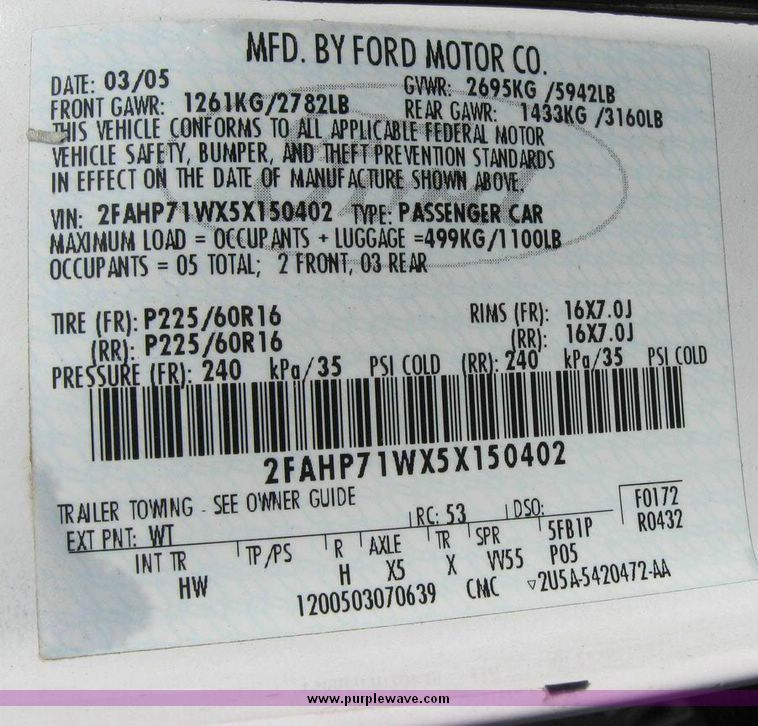 MFD. BY FORD MOTOR CO.
DATE: 03/05 GVWR: 2695KG/5942LB
FRONT GAWR: 1261KG/2782LB REAR GAWR: 1433KG/3160LB
THIS VEHICLE CONFORMS TO ALL APPLICABLE FEDERAL MOTOR
VEHICLE SAFETY, BUMPER, AND THEFT PREVENTION STANDARDS
IN EFFECT ON THE DATE OF MANUFACTURE SHOWN ABOVE.
VIN: 2FAHP71WX5X150402 TYPE: PASSENGER CAR
MAXIMUM LOAD = OCCUPANTS + LUGGAGE =499KG/1100LB
OCCUPANTS = 05 TOTAL; 2 FRONT, 03 REAR
TIRE (FR): P225/60R16 RIMS (FR): 16X7.0J
(RR): P225/60R16 (RR): 16X7.0J
PRESSURE (FR): 240 kPa/35 PSI COLD (RR): 240 kPa/35 PSI COLD
2FAHP71WX5X150402
TRAILER TOWING - SEE OWNER GUIDE
EXT PNT: WT RC: 53 DSO: F0172
INT TR TP/PS R AXLE TR SPR 5FB1P R0432
HW H X5 X VV55 P05
1200503070639 CMC ▽2U5A-5420472-AA
www.purplewave.com